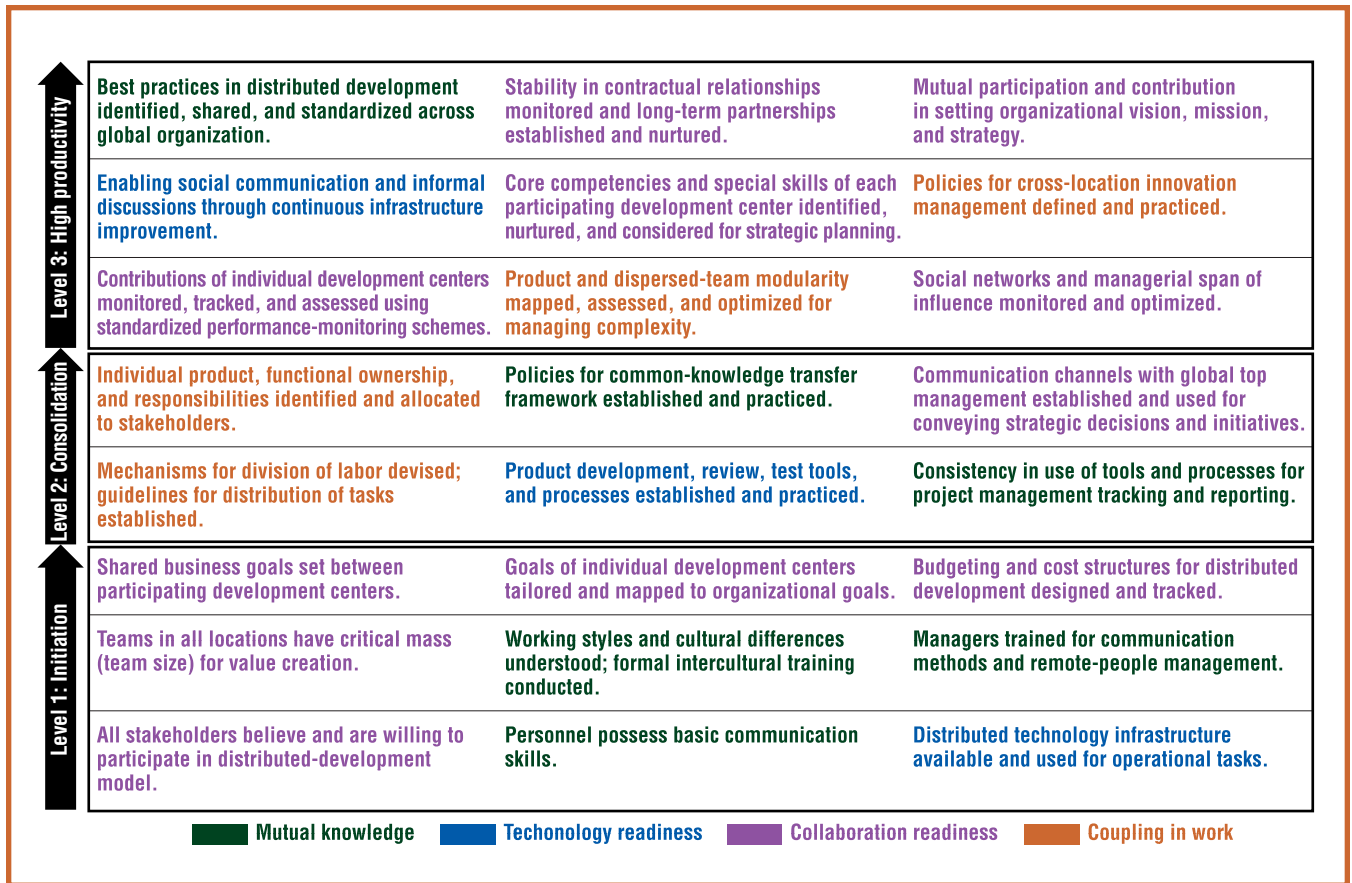 Level 3: High productivity
Best practices in distributed development
identified, shared, and standardized across
global organization.
Stability in contractual relationships
monitored and long-term partnerships
established and nurtured.
Mutual participation and contribution
in setting organizational vision, mission,
and strategy.
Enabling social communication and informal
discussions through continuous infrastructure
improvement.
Core competencies and special skills of each
participating development center identified,
nurtured, and considered for strategic planning.
Policies for cross-location innovation
management defined and practiced.
Contributions of individual development centers
monitored, tracked, and assessed using
standardized performance-monitoring schemes.
Product and dispersed-team modularity
mapped, assessed, and optimized for
managing complexity.
Social networks and managerial span of
influence monitored and optimized.
Level 2: Consolidation
Individual product, functional ownership,
and responsibilities identified and allocated
to stakeholders.
Policies for common-knowledge transfer
framework established and practiced.
Communication channels with global top
management established and used for
conveying strategic decisions and initiatives.
Mechanisms for division of labor devised;
guidelines for distribution of tasks
established.
Product development, review, test tools,
and processes established and practiced.
Consistency in use of tools and processes for
project management tracking and reporting.
Level 1: Initiation
Shared business goals set between
participating development centers.
Goals of individual development centers
tailored and mapped to organizational goals.
Budgeting and cost structures for distributed
development designed and tracked.
Teams in all locations have critical mass
(team size) for value creation.
Working styles and cultural differences
understood; formal intercultural training
conducted.
Managers trained for communication
methods and remote-people management.
All stakeholders believe and are willing to
participate in distributed-development
model.
Personnel possess basic communication
skills.
Distributed technology infrastructure
available and used for operational tasks.
Mutual knowledge
Techonology readiness
Collaboration readiness
Coupling in work